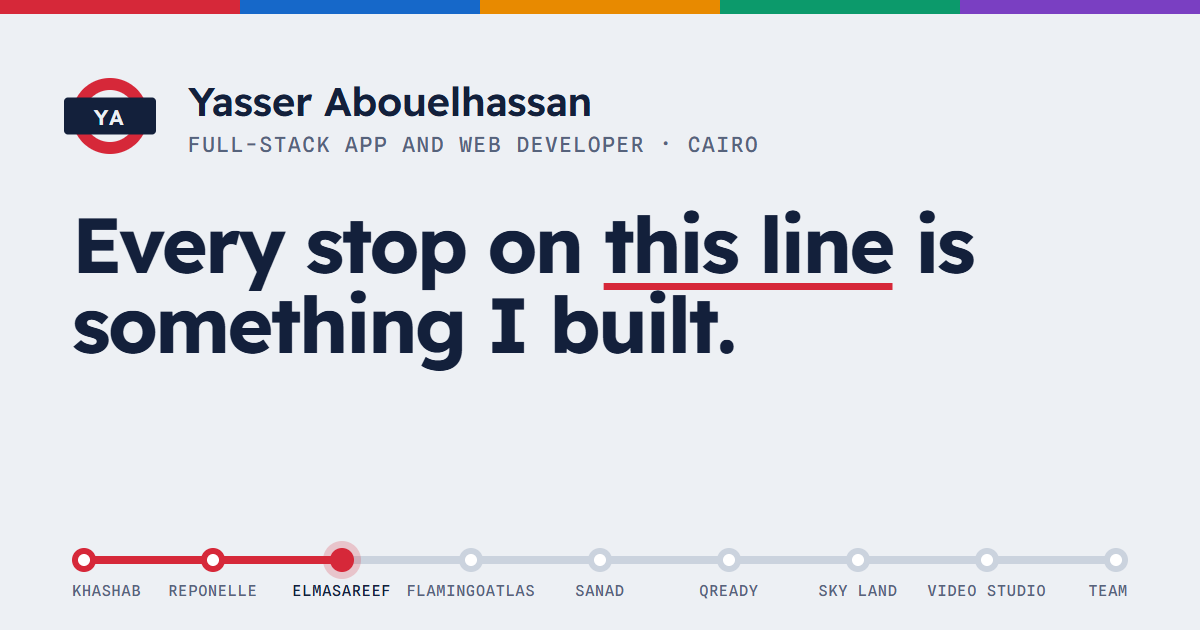 YA
Yasser Abouelhassan
FULL-STACK APP AND WEB DEVELOPER · CAIRO
Every stop on this line is
something I built.
KHASHAB REPONELLE ELMASAREEF FLAMINGOATLAS SANAD QREADY SKY LAND VIDEO STUDIO TEAM